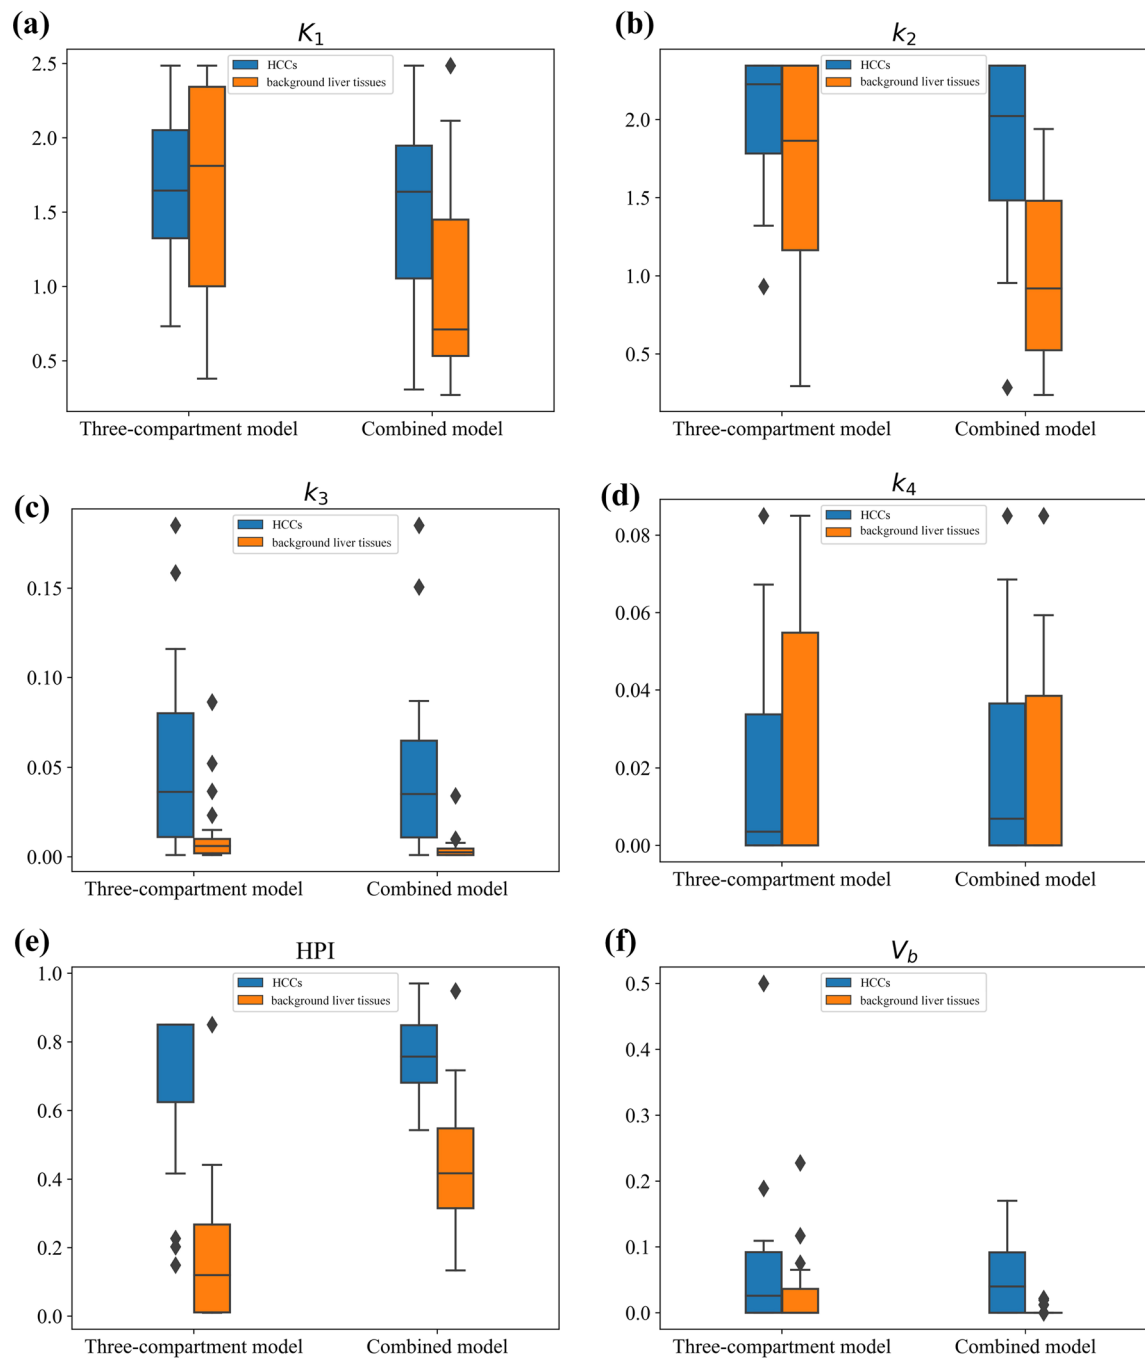 (a)
K1
2.5
2.0
1.5
1.0
0.5
HCCs
background liver tissues
Three-compartment model
Combined model
(b)
k2
2.0
1.5
1.0
0.5
HCCs
background liver tissues
Three-compartment model
Combined model
(c)
k3
0.15
0.10
0.05
0.00
HCCs
background liver tissues
Three-compartment model
Combined model
(d)
k4
0.08
0.06
0.04
0.02
0.00
HCCs
background liver tissues
Three-compartment model
Combined model
(e)
HPI
1.0
0.8
0.6
0.4
0.2
0.0
HCCs
background liver tissues
Three-compartment model
Combined model
(f)
Vb
0.5
0.4
0.3
0.2
0.1
0.0
HCCs
background liver tissues
Three-compartment model
Combined model